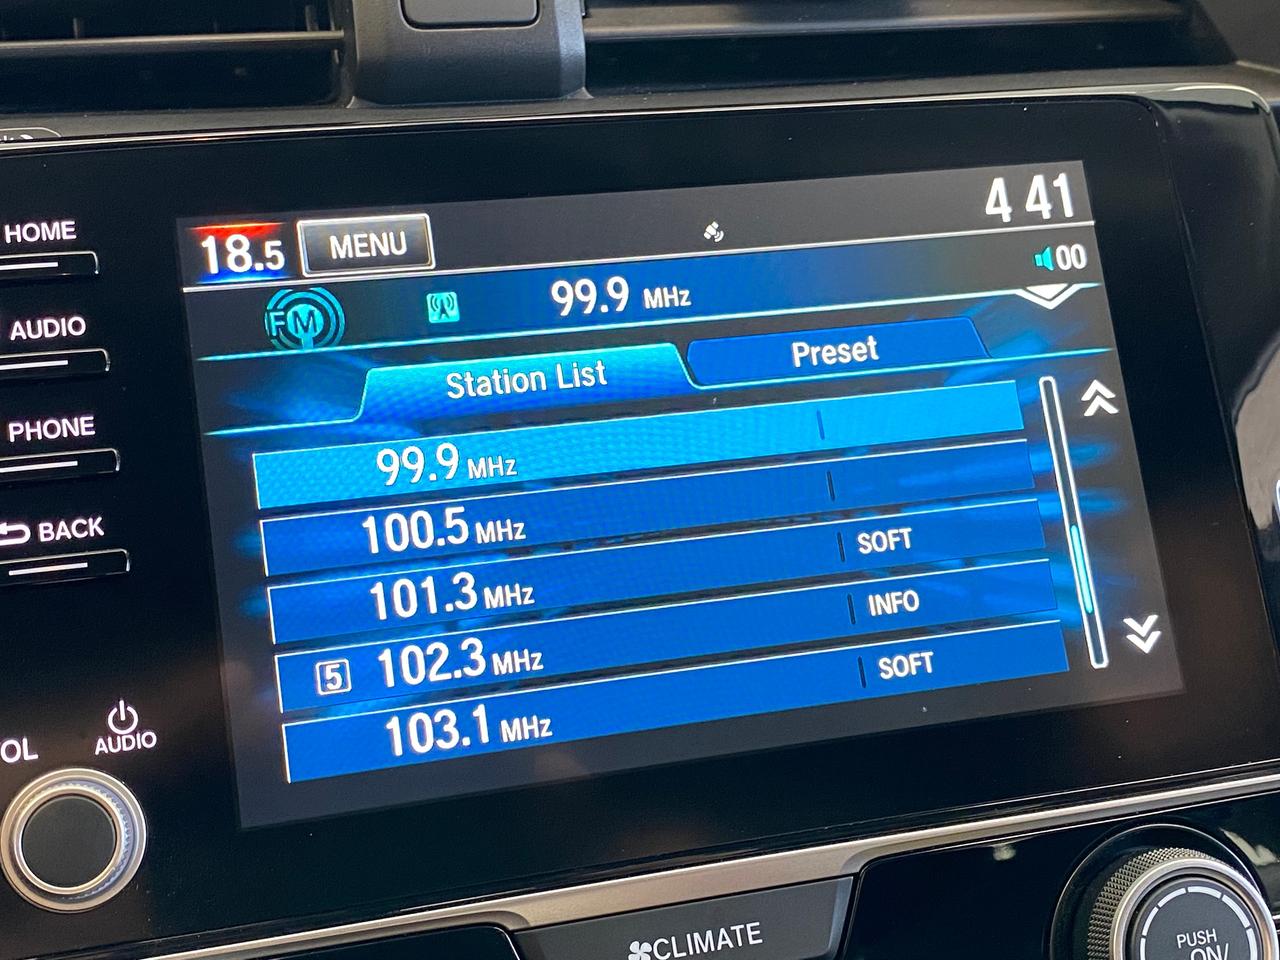 HOME
AUDIO
PHONE
BACK
OL
AUDIO
18.5
MENU
4 41
FM
99.9 MHz
00
Station List
Preset
99.9 MHz
100.5 MHz
101.3 MHz SOFT
5 102.3 MHz INFO
103.1 MHz SOFT
CLIMATE
PUSH
ON/